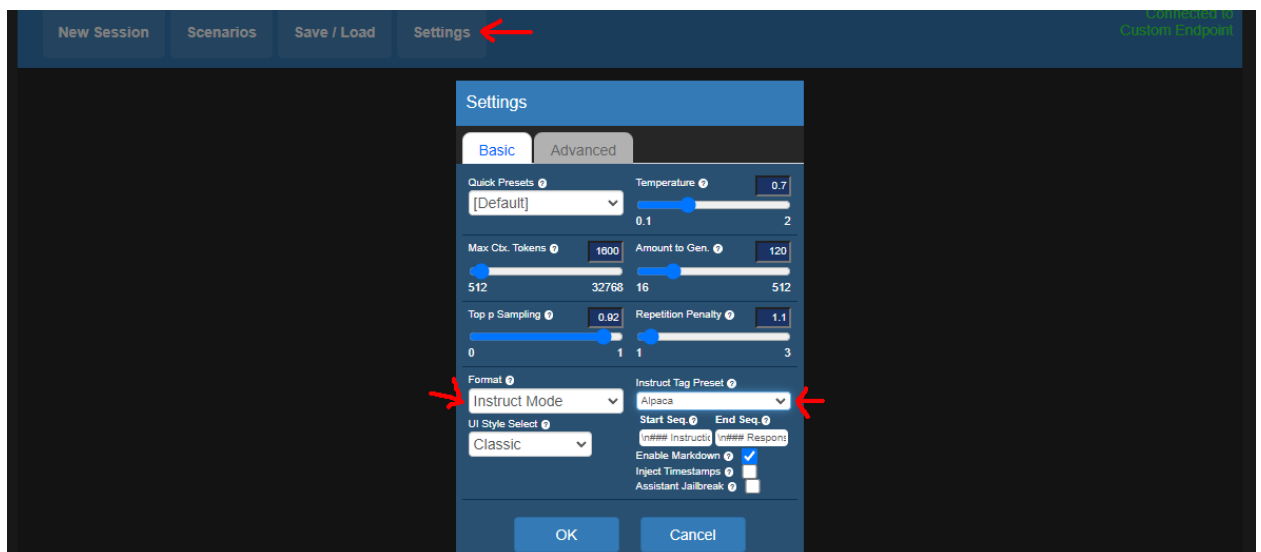 New Session Scenarios Save / Load Settings
Connected to
Custom Endpoint
Settings
Basic Advanced
Quick Presets ?
[Default]
Temperature ? 0.7
0.1 2
Max Ctx. Tokens ? 1600
512 32768
Amount to Gen. ? 120
16 512
Top p Sampling ? 0.92
0 1
Repetition Penalty ? 1.1
1 3
Format ?
Instruct Mode
UI Style Select ?
Classic
Instruct Tag Preset ?
Alpaca
Start Seq. ? End Seq. ?
\n### Instructic \n### Respons
Enable Markdown ?
Inject Timestamps ?
Assistant Jailbreak ?
OK Cancel